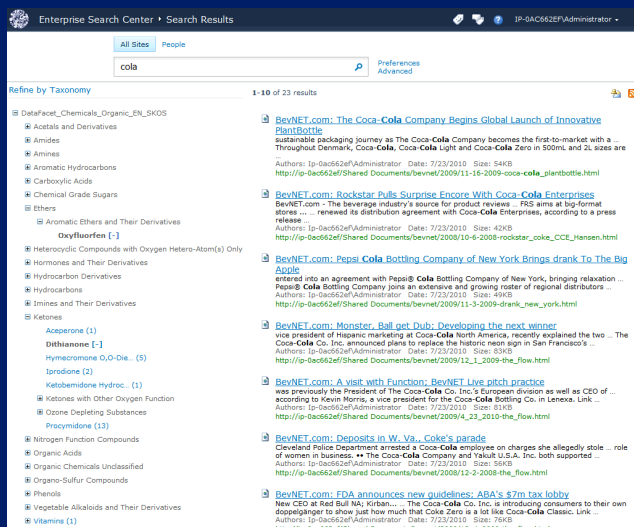 Enterprise Search Center ▸ Search Results
IP-0AC662EF\Administrator
All Sites People
cola
Preferences
Advanced
Refine by Taxonomy
1-10 of 23 results
DataFacet_Chemicals_Organic_EN_SKOS
Acetals and Derivatives
Amides
Amines
Aromatic Hydrocarbons
Carboxylic Acids
Chemical Grade Sugars
Ethers
Aromatic Ethers and Their Derivatives
Oxyfluorfen [-]
Heterocyclic Compounds with Oxygen Hetero-Atom(s) Only
Hormones and Their Derivatives
Hydrocarbon Derivatives
Hydrocarbons
Imines and Their Derivatives
Ketones
Aceperone (1)
Dithianone [-]
Hymecromone O,O-Die... (5)
Iprodione (2)
Ketobemidone Hydroc... (1)
Ketones with Other Oxygen Function
Ozone Depleting Substances
Procymidone (13)
Nitrogen Function Compounds
Organic Acids
Organic Chemicals Unclassified
Organo-Sulfur Compounds
Phenols
Vegetable Alkaloids and Their Derivatives
Vitamins (1)
BevNET.com: The Coca-Cola Company Begins Global Launch of Innovative
PlantBottle
sustainable packaging journey as The Coca-Cola Company becomes the first-to-market with a ...
Throughout Denmark, Coca-Cola, Coca-Cola Light and Coca-Cola Zero in 500mL and 2L sizes are
...
Authors: Ip-0ac662ef\Administrator Date: 7/23/2010 Size: 54KB
http://ip-0ac662ef/Shared Documents/bevnet/2009/11-16-2009-coca-cola_plantbottle.html
BevNET.com: Rockstar Pulls Surprise Encore With Coca-Cola Enterprises
BevNET.com - The beverage industry's source for product reviews ... FRS aims at big-format
stores ... ... renewed its distribution agreement with Coca-Cola Enterprises, according to a press
release ...
Authors: Ip-0ac662ef\Administrator Date: 7/23/2010 Size: 42KB
http://ip-0ac662ef/Shared Documents/bevnet/2008/10-6-2008-rockstar_coke_CCE_Hansen.html
BevNET.com: Pepsi Cola Bottling Company of New York Brings drank To The Big
Apple
entered into an agreement with Pepsi® Cola Bottling Company of New York, bringing relaxation ...
Pepsi® Cola Bottling Company joins an extensive and growing roster of regional distributors ...
Authors: Ip-0ac662ef\Administrator Date: 7/23/2010 Size: 49KB
http://ip-0ac662ef/Shared Documents/bevnet/2009/11-3-2009-drank_new_york.html
BevNET.com: Monster, Ball get Dub; Developing the next winner
vice president of Hispanic marketing at Coca-Cola North America, recently explained the two ... The
Coca-Cola Co. Inc. announced plans to replace the historic neon sign in San Francisco's ...
Authors: Ip-0ac662ef\Administrator Date: 7/23/2010 Size: 83KB
http://ip-0ac662ef/Shared Documents/bevnet/2009/12_1_2009-the_flow.html
BevNET.com: A visit with Function; BevNET Live pitch practice
was previously the President of The Coca-Cola Co. Inc.'s European division as well as CEO of ...
according to Kevin Morris, a vice president for the Coca-Cola Bottling Co. in Lenexa. Link ...
Authors: Ip-0ac662ef\Administrator Date: 7/23/2010 Size: 81KB
http://ip-0ac662ef/Shared Documents/bevnet/2009/4_23_2010-the_flow.html
BevNET.com: Deposits in W. Va., Coke's parade
Cleveland Police Department arrested a Coca-Cola employee on charges she allegedly stole ... role
of women in business. •• The Coca-Cola Company and Yakult U.S.A. Inc. both supported ...
Authors: Ip-0ac662ef\Administrator Date: 7/23/2010 Size: 56KB
http://ip-0ac662ef/Shared Documents/bevnet/2008/12-2-2008-the_flow.html
BevNET.com: FDA announces new guidelines; ABA's $7m tax lobby
New CEO at Red Bull NA; Kirban... ... The Coca-Cola Co. Inc. is introducing consumers to their own
doppelganger to show just how much that Coke Zero is a lot like Coca-Cola Classic. Link ...
Authors: Ip-0ac662ef\Administrator Date: 7/23/2010 Size: 76KB